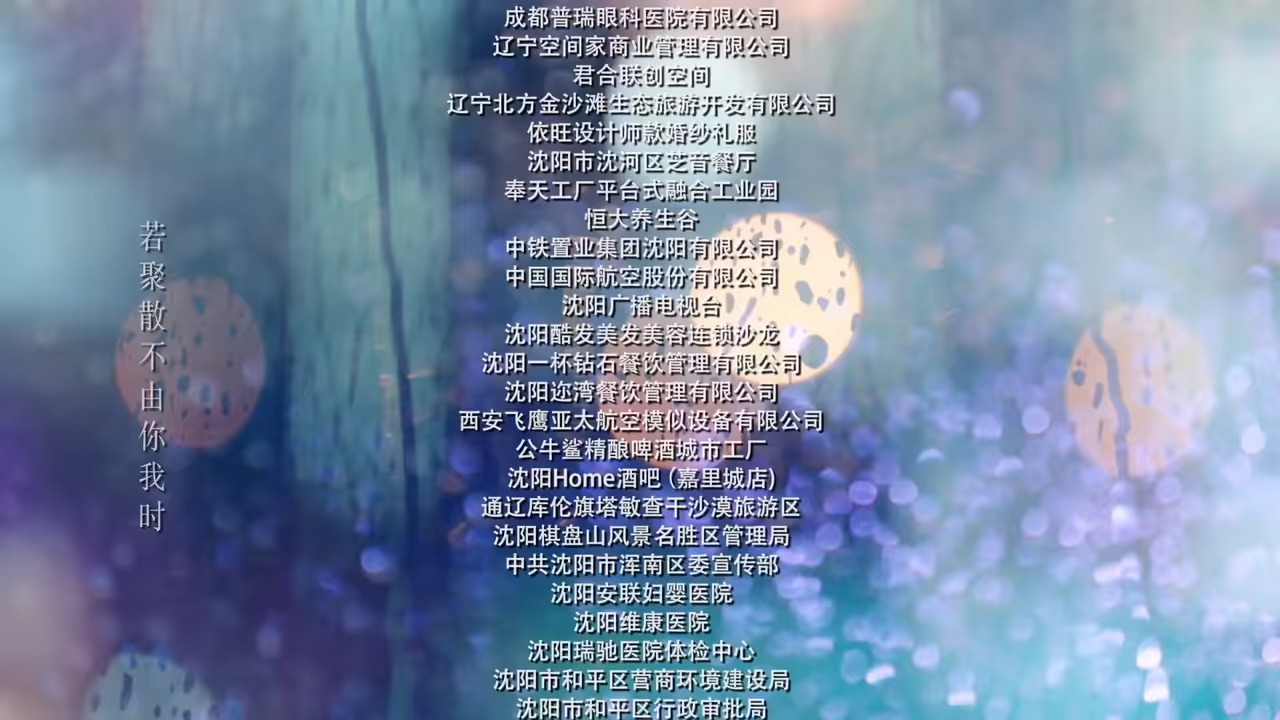 成都普瑞眼科医院有限公司
辽宁空间家商业管理有限公司
君合联创空间
辽宁北方金沙滩生态旅游开发有限公司
依旺设计师款婚纱礼服
沈阳市沈河区芝音餐厅
奉天工厂平台式融合工业园
恒大养生谷
中铁置业集团沈阳有限公司
中国国际航空股份有限公司
沈阳广播电视台
沈阳酷发美发美容连锁沙龙
沈阳一杯钻石餐饮管理有限公司
沈阳迩湾餐饮管理有限公司
西安飞鹰亚太航空模似设备有限公司
公牛鲨精酿啤酒城市工厂
沈阳Home酒吧 (嘉里城店)
通辽库伦旗塔敏查干沙漠旅游区
沈阳棋盘山风景名胜区管理局
中共沈阳市浑南区委宣传部
沈阳安联妇婴医院
沈阳维康医院
沈阳瑞驰医院体检中心
沈阳市和平区营商环境建设局
沈阳市和平区行政审批局
若聚散不由你我时